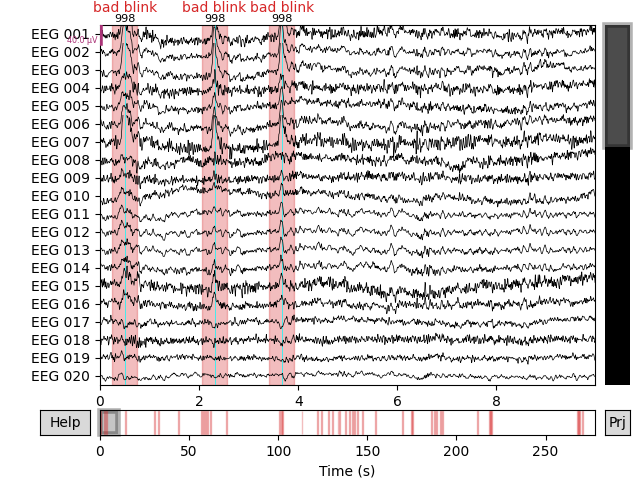 bad blink bad blink bad blink
998 998 998
EEG 001
40.0 µV
EEG 002
EEG 003
EEG 004
EEG 005
EEG 006
EEG 007
EEG 008
EEG 009
EEG 010
EEG 011
EEG 012
EEG 013
EEG 014
EEG 015
EEG 016
EEG 017
EEG 018
EEG 019
EEG 020
0 2 4 6 8
Help Prj
0 50 100 150 200 250
Time (s)